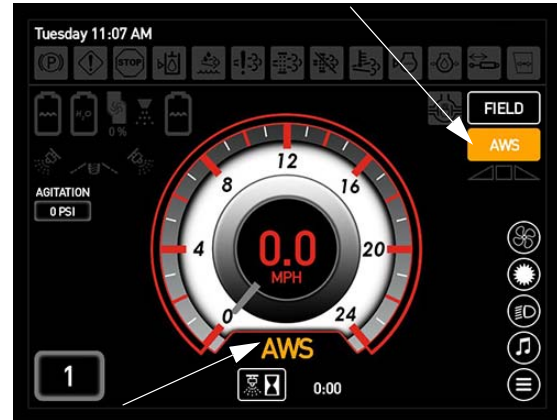 Tuesday 11:07 AM
P
STOP
H₂O
0 %
FIELD
AWS
AGITATION
0 PSI
0
4
8
12
16
20
24
0.0
MPH
AWS
1
0:00